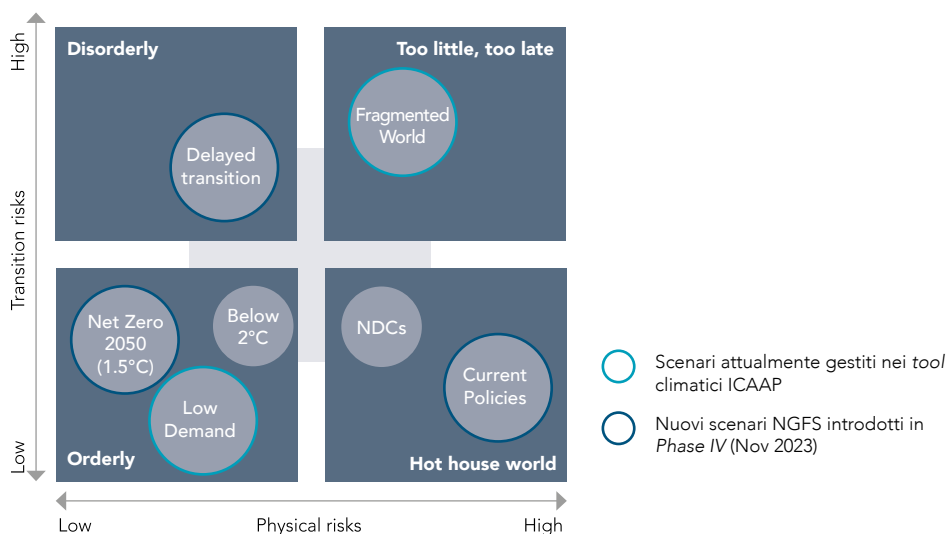 High
Transition risks
Low
Disorderly
Delayed
transition
Too little, too late
Fragmented
World
Net Zero
2050
(1.5°C)
Below
2°C
Low
Demand
Orderly
NDCs
Current
Policies
Hot house world
Low
Physical risks
High
Scenari attualmente gestiti nei tool
climatici ICAAP
Nuovi scenari NGFS introdotti in
Phase IV (Nov 2023)